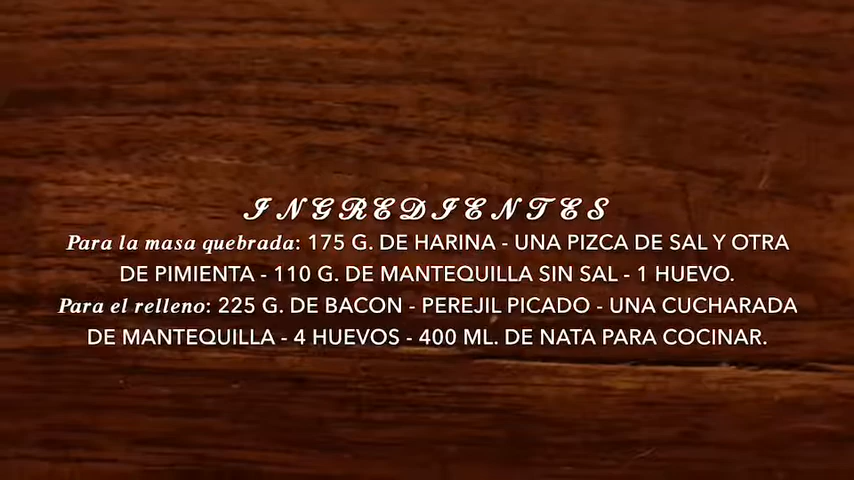 INGREDIENTES
Para la masa quebrada: 175 G. DE HARINA - UNA PIZCA DE SAL Y OTRA
DE PIMIENTA - 110 G. DE MANTEQUILLA SIN SAL - 1 HUEVO.
Para el relleno: 225 G. DE BACON - PEREJIL PICADO - UNA CUCHARADA
DE MANTEQUILLA - 4 HUEVOS - 400 ML. DE NATA PARA COCINAR.